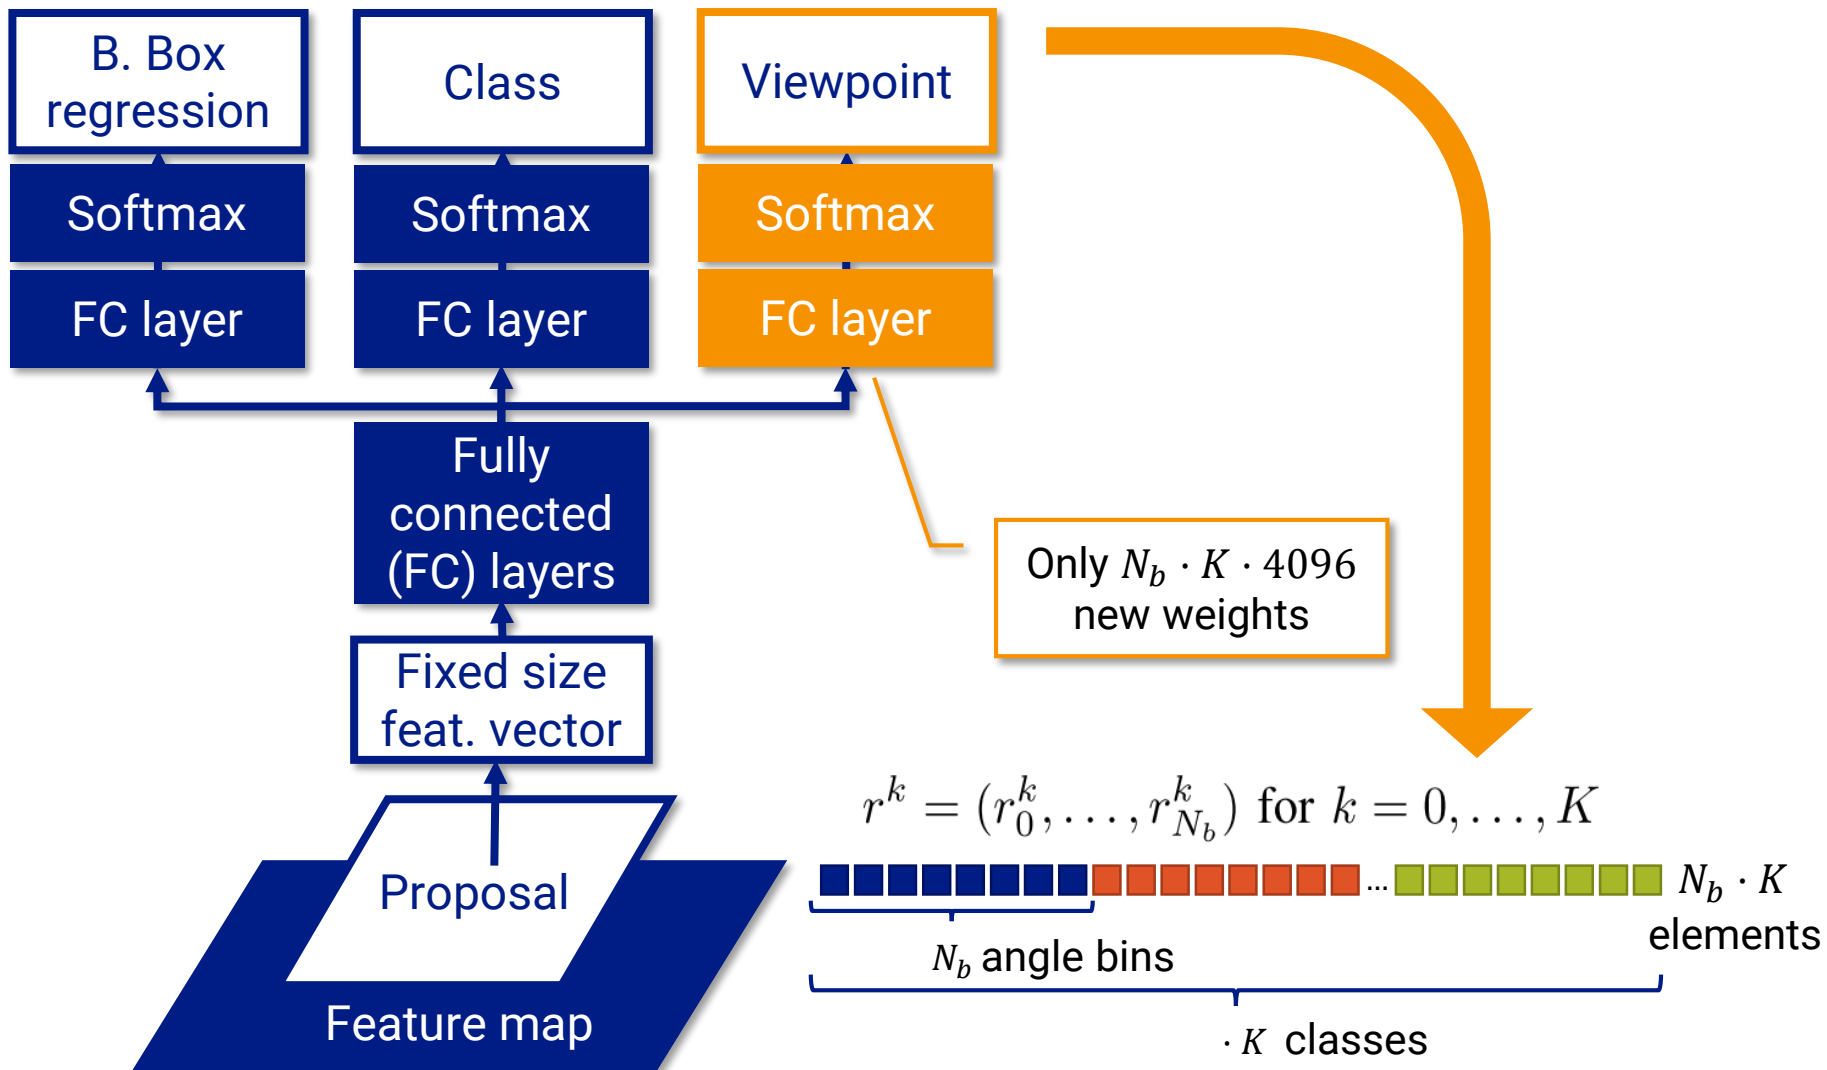 B. Box
regression
Class
Viewpoint
Softmax
Softmax
Softmax
FC layer
FC layer
FC layer
Fully
connected
(FC) layers
Only N_b · K · 4096
new weights
Fixed size
feat. vector
r^k = (r_0^k, . . . , r_{N_b}^k) for k = 0, . . . , K
Proposal
...
N_b · K
elements
N_b angle bins
Feature map
· K classes